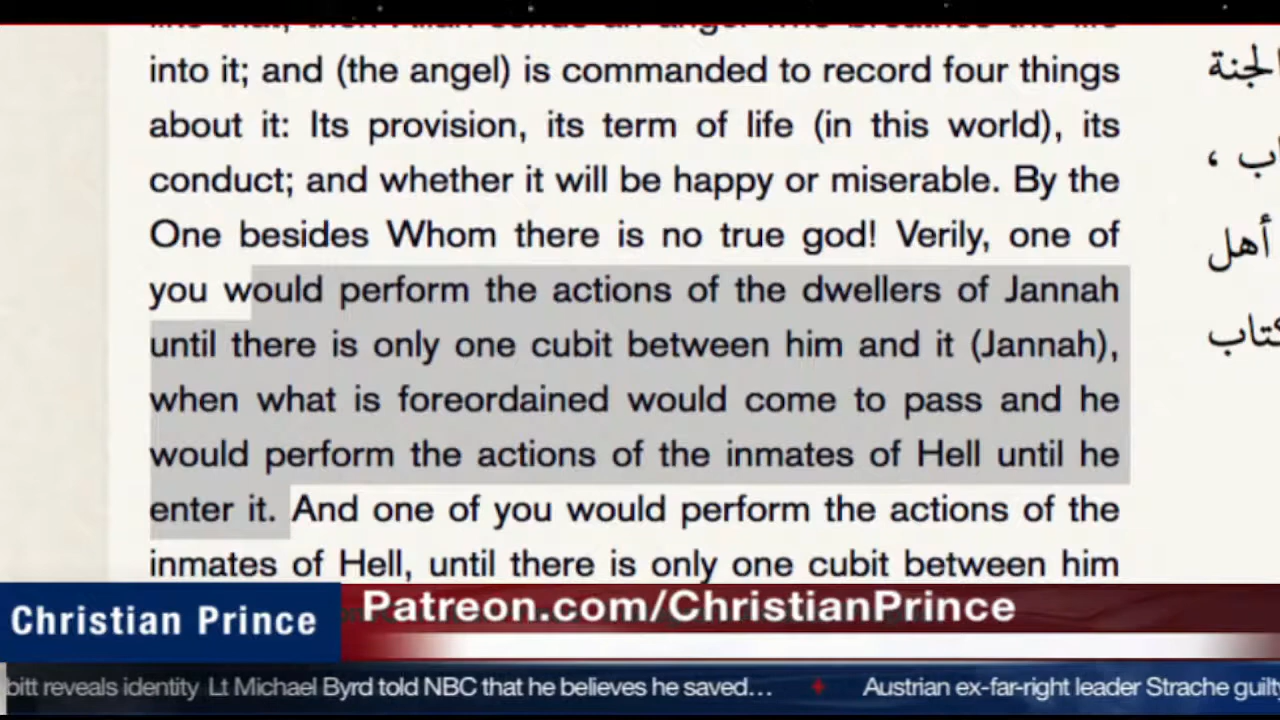 into it; and (the angel) is commanded to record four things
about it: Its provision, its term of life (in this world), its
conduct; and whether it will be happy or miserable. By the
One besides Whom there is no true god! Verily, one of
you would perform the actions of the dwellers of Jannah
until there is only one cubit between him and it (Jannah),
when what is foreordained would come to pass and he
would perform the actions of the inmates of Hell until he
enter it. And one of you would perform the actions of the
inmates of Hell, until there is only one cubit between him
الجنة
،
أهل
Christian Prince
Patreon.com/ChristianPrince
reveals identity Lt Michael Byrd told NBC that he believes he saved...
Austrian ex-far-right leader Strache guilty